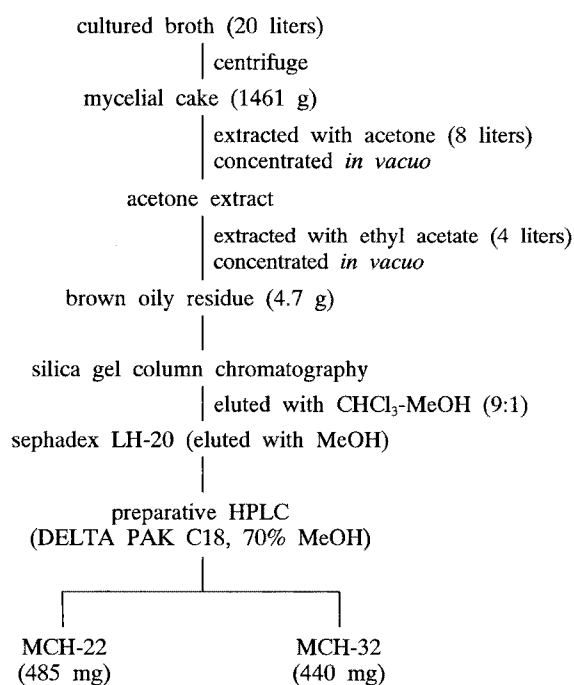 cultured broth (20 liters)
centrifuge
mycelial cake (1461 g)
extracted with acetone (8 liters)
concentrated in vacuo
acetone extract
extracted with ethyl acetate (4 liters)
concentrated in vacuo
brown oily residue (4.7 g)
silica gel column chromatography
eluted with CHCl₃-MeOH (9:1)
sephadex LH-20 (eluted with MeOH)
preparative HPLC
(DELTA PAK C18, 70% MeOH)
MCH-22
(485 mg)
MCH-32
(440 mg)